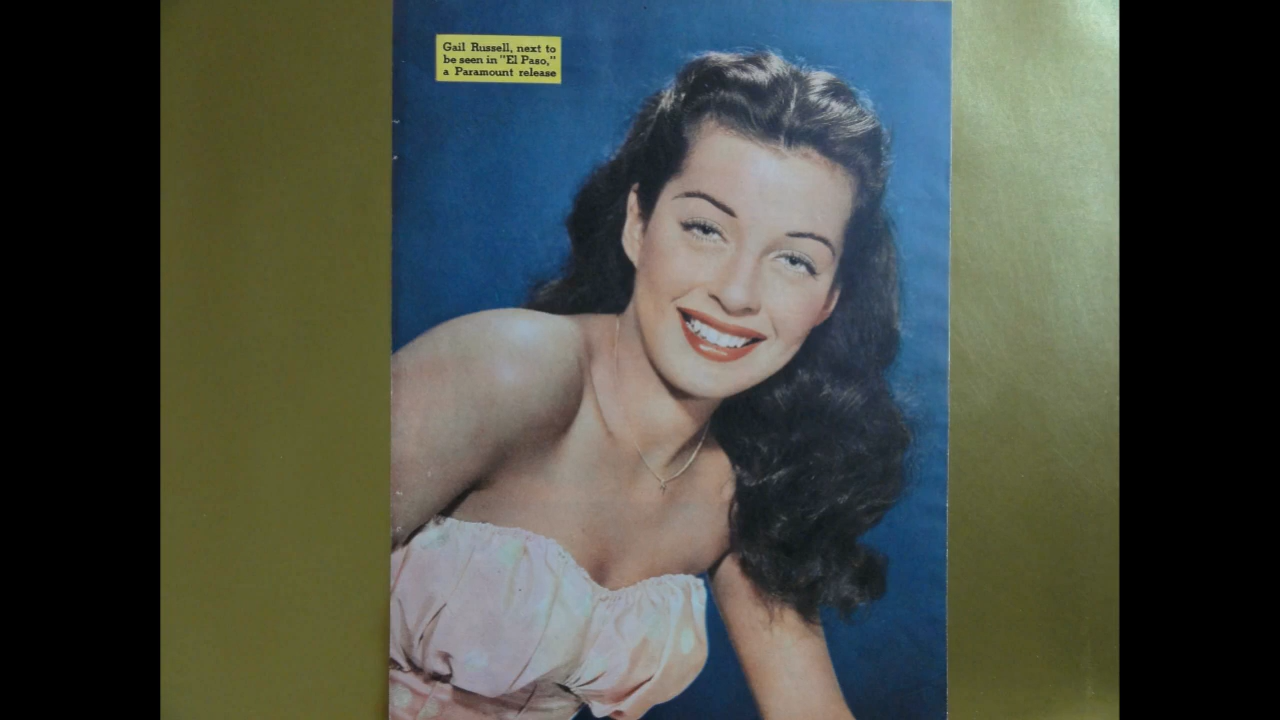 Gail Russell, next to
be seen in "El Paso,"
a Paramount release